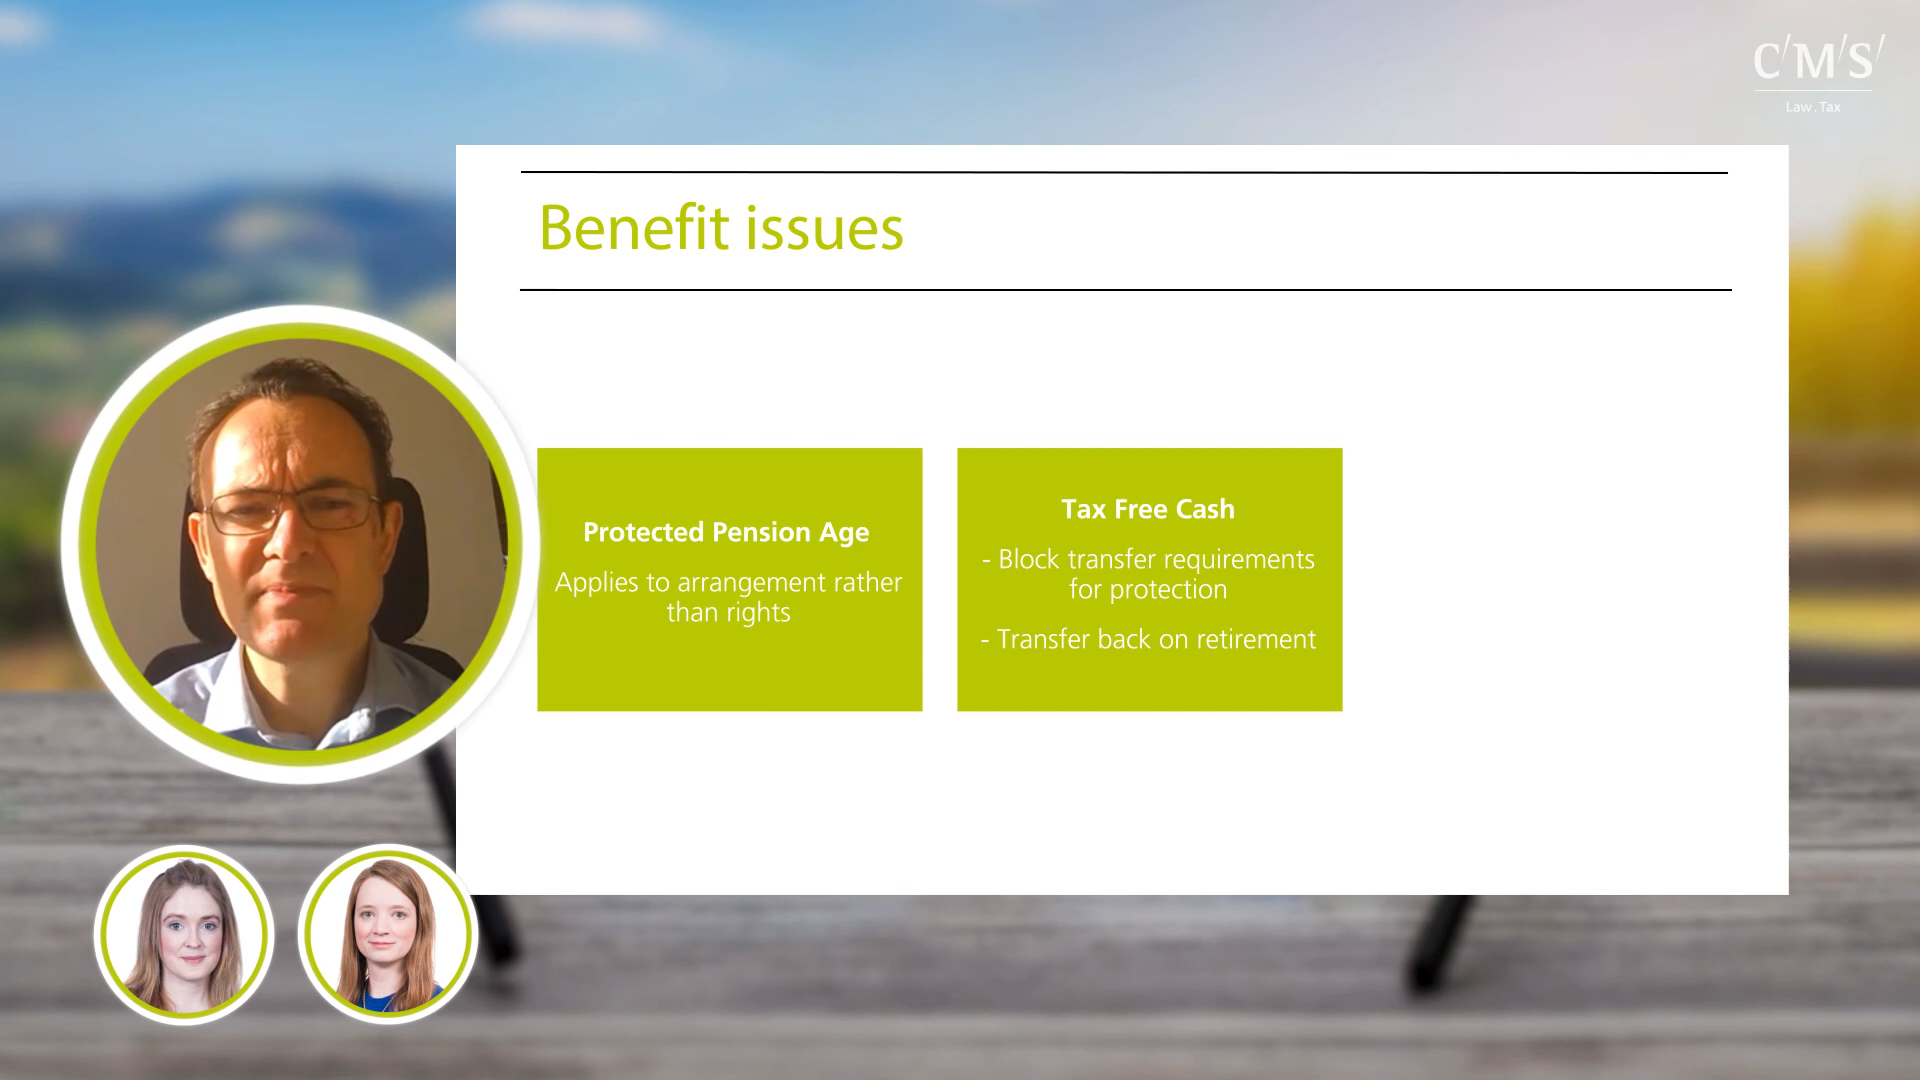 C/M/S/
Law.Tax
Benefit issues
Protected Pension Age
Applies to arrangement rather
than rights
Tax Free Cash
- Block transfer requirements
for protection
- Transfer back on retirement